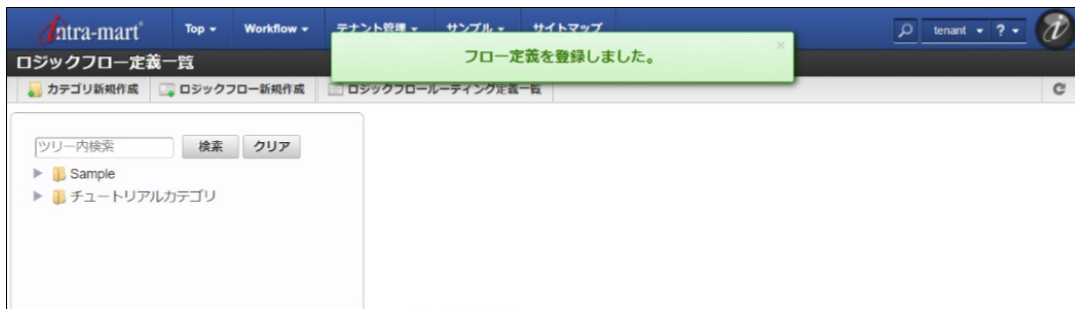 intra-mart Top Workflow テナント管理 サンプル サイトマップ tenant ?
フロー定義を登録しました。
ロジックフロー定義一覧
カテゴリ新規作成 ロジックフロー新規作成 ロジックフロールーティング定義一覧
ツリー内検索 検索 クリア
Sample
チュートリアルカテゴリ